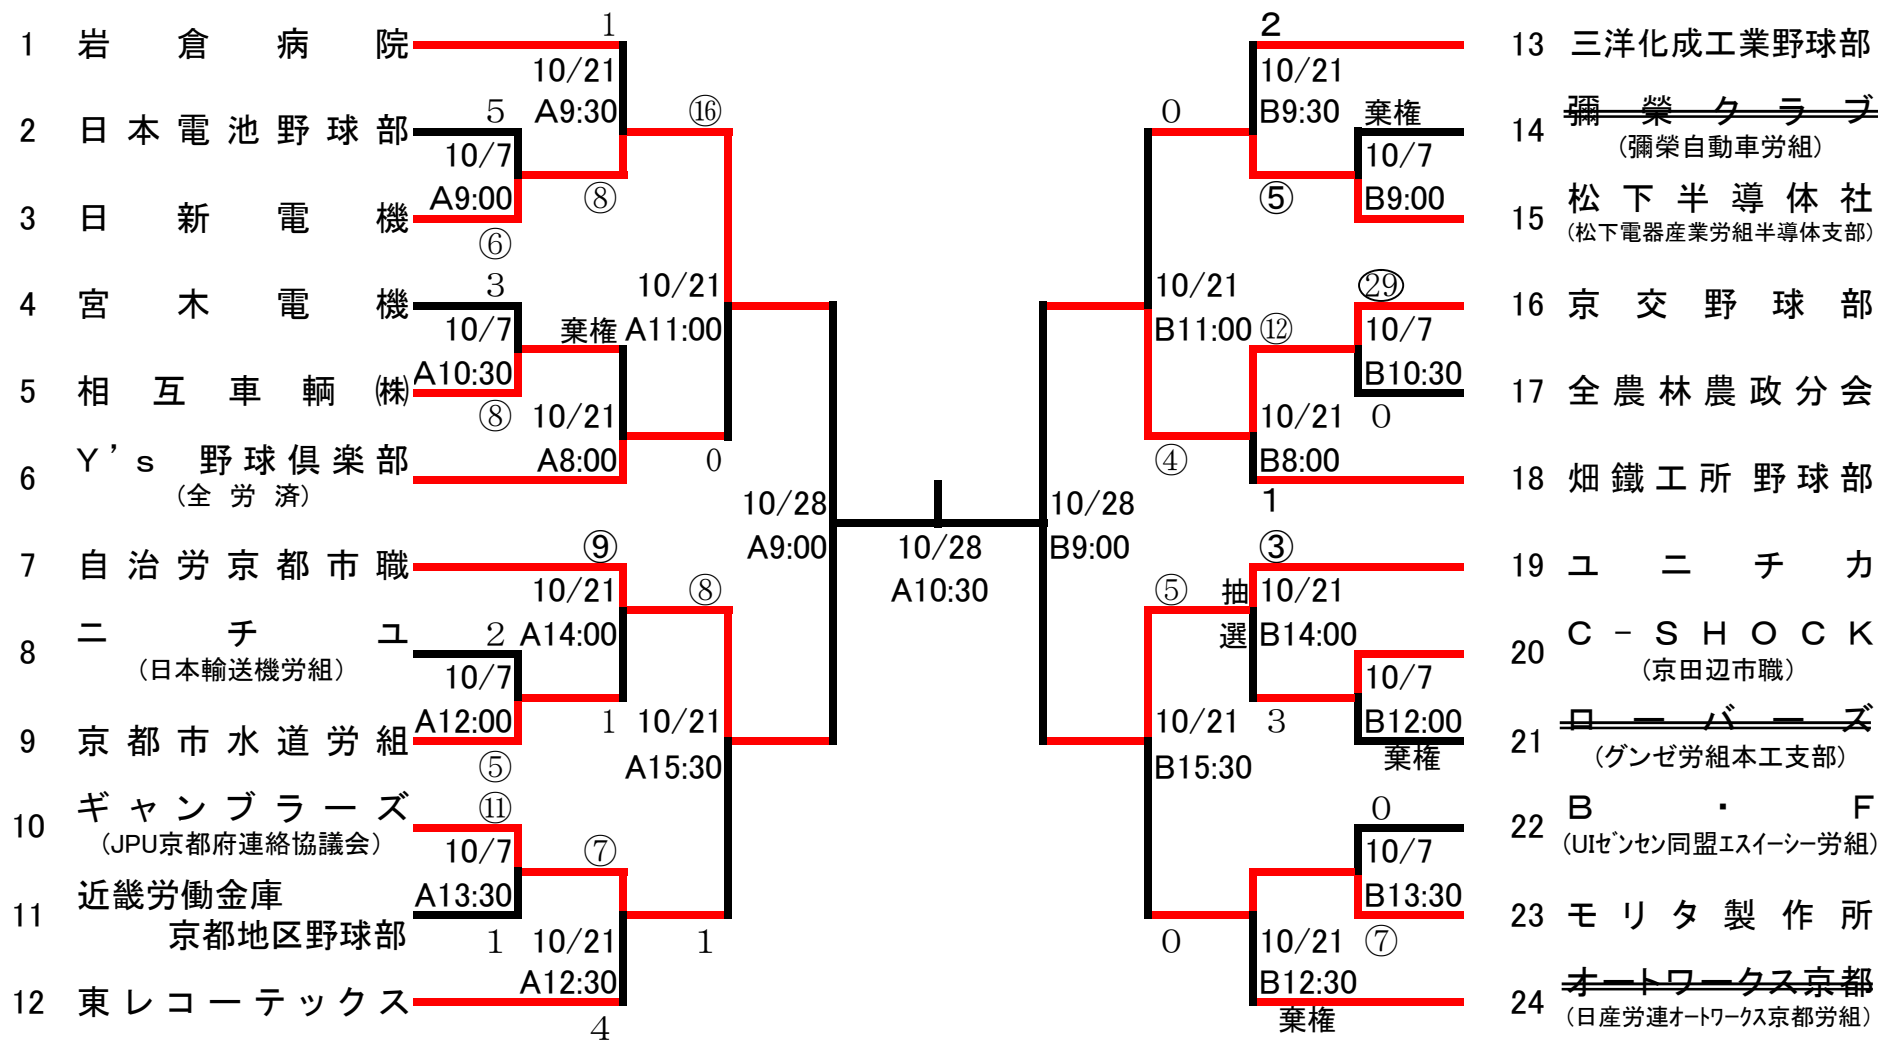 1 岩倉病院
1
10/21
A9:30
2 日本電池野球部
5
10/7
A9:00
⑯
⑧
3 日新電機
⑥
4 宮木電機
3
10/7
A10:30
棄権
10/21
A11:00
5 相互車輌㈱
⑧
10/21
A8:00
0
6 Y's 野球倶楽部
(全労済)
10/28
A9:00
7 自治労京都市職
⑨
10/21
A14:00
⑧
8 ニチユ
(日本輸送機労組)
2
10/7
A12:00
1
9 京都市水道労組
⑤
10/21
A15:30
10 ギャンブラーズ
(JPU京都府連絡協議会)
⑪
10/7
A13:30
⑦
11 近畿労働金庫
京都地区野球部
1
10/21
A12:30
1
12 東レコーテックス
4
10/28
A10:30
2
13 三洋化成工業野球部
10/21
B9:30
0
棄権
14 彌榮クラブ
(彌榮自動車労組)
10/7
B9:00
⑤
15 松下半導体社
(松下電器産業労組半導体支部)
10/21
B11:00
㉙
16 京交野球部
⑫
10/7
B10:30
17 全農林農政分会
0
10/21
B8:00
④
18 畑鐵工所野球部
1
10/28
B9:00
③
19 ユニチカ
⑤
抽選
10/21
B14:00
20 C-SHOCK
(京田辺市職)
10/7
B12:00
3
21 ローバーズ
(グンゼ労組本工支部)
棄権
10/21
B15:30
0
22 B・F
(UIゼンセン同盟エスイーシー労組)
10/7
B13:30
23 モリタ製作所
⑦
0
10/21
B12:30
24 オートワークス京都
(日産労連オートワークス京都労組)
棄権